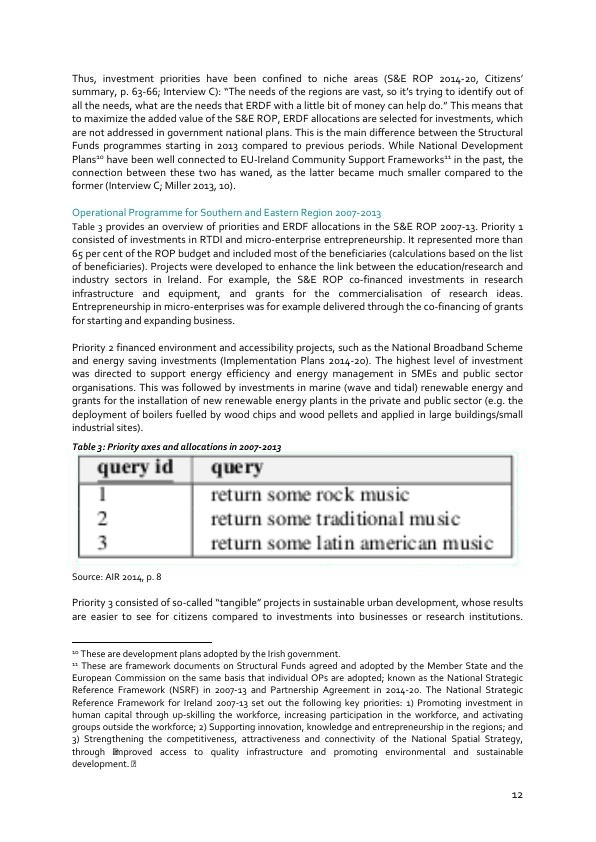 Thus, investment priorities have been confined to niche areas (S&E ROP 2014-20, Citizens’
summary, p. 63-66; Interview C): “The needs of the regions are vast, so it’s trying to identify out of
all the needs, what are the needs that ERDF with a little bit of money can help do.” This means that
to maximize the added value of the S&E ROP, ERDF allocations are selected for investments, which
are not addressed in government national plans. This is the main difference between the Structural
Funds programmes starting in 2013 compared to previous periods. While National Development
Plans¹⁰ have been well connected to EU-Ireland Community Support Frameworks¹¹ in the past, the
connection between these two has waned, as the latter became much smaller compared to the
former (Interview C; Miller 2013, 10).
Operational Programme for Southern and Eastern Region 2007-2013
Table 3 provides an overview of priorities and ERDF allocations in the S&E ROP 2007-13. Priority 1
consisted of investments in RTDI and micro-enterprise entrepreneurship. It represented more than
65 per cent of the ROP budget and included most of the beneficiaries (calculations based on the list
of beneficiaries). Projects were developed to enhance the link between the education/research and
industry sectors in Ireland. For example, the S&E ROP co-financed investments in research
infrastructure and equipment, and grants for the commercialisation of research ideas.
Entrepreneurship in micro-enterprises was for example delivered through the co-financing of grants
for starting and expanding business.
Priority 2 financed environment and accessibility projects, such as the National Broadband Scheme
and energy saving investments (Implementation Plans 2014-20). The highest level of investment
was directed to support energy efficiency and energy management in SMEs and public sector
organisations. This was followed by investments in marine (wave and tidal) renewable energy and
grants for the installation of new renewable energy plants in the private and public sector (e.g. the
deployment of boilers fuelled by wood chips and wood pellets and applied in large buildings/small
industrial sites).
Table 3: Priority axes and allocations in 2007-2013
query id query
1 return some rock music
2 return some traditional music
3 return some latin american music
Source: AIR 2014, p. 8
Priority 3 consisted of so-called “tangible” projects in sustainable urban development, whose results
are easier to see for citizens compared to investments into businesses or research institutions.
¹⁰ These are development plans adopted by the Irish government.
¹¹ These are framework documents on Structural Funds agreed and adopted by the Member State and the
European Commission on the same basis that individual OPs are adopted; known as the National Strategic
Reference Framework (NSRF) in 2007-13 and Partnership Agreement in 2014-20. The National Strategic
Reference Framework for Ireland 2007-13 set out the following key priorities: 1) Promoting investment in
human capital through up-skilling the workforce, increasing participation in the workforce, and activating
groups outside the workforce; 2) Supporting innovation, knowledge and entrepreneurship in the regions; and
3) Strengthening the competitiveness, attractiveness and connectivity of the National Spatial Strategy,
through improved access to quality infrastructure and promoting environmental and sustainable
development.
12